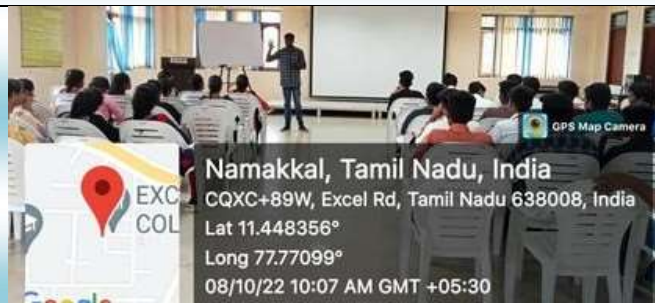 GPS Map Camera
Namakkal, Tamil Nadu, India
CQXC+89W, Excel Rd, Tamil Nadu 638008, India
Lat 11.448356°
Long 77.77099°
08/10/22 10:07 AM GMT +05:30
EXC
COL
Google